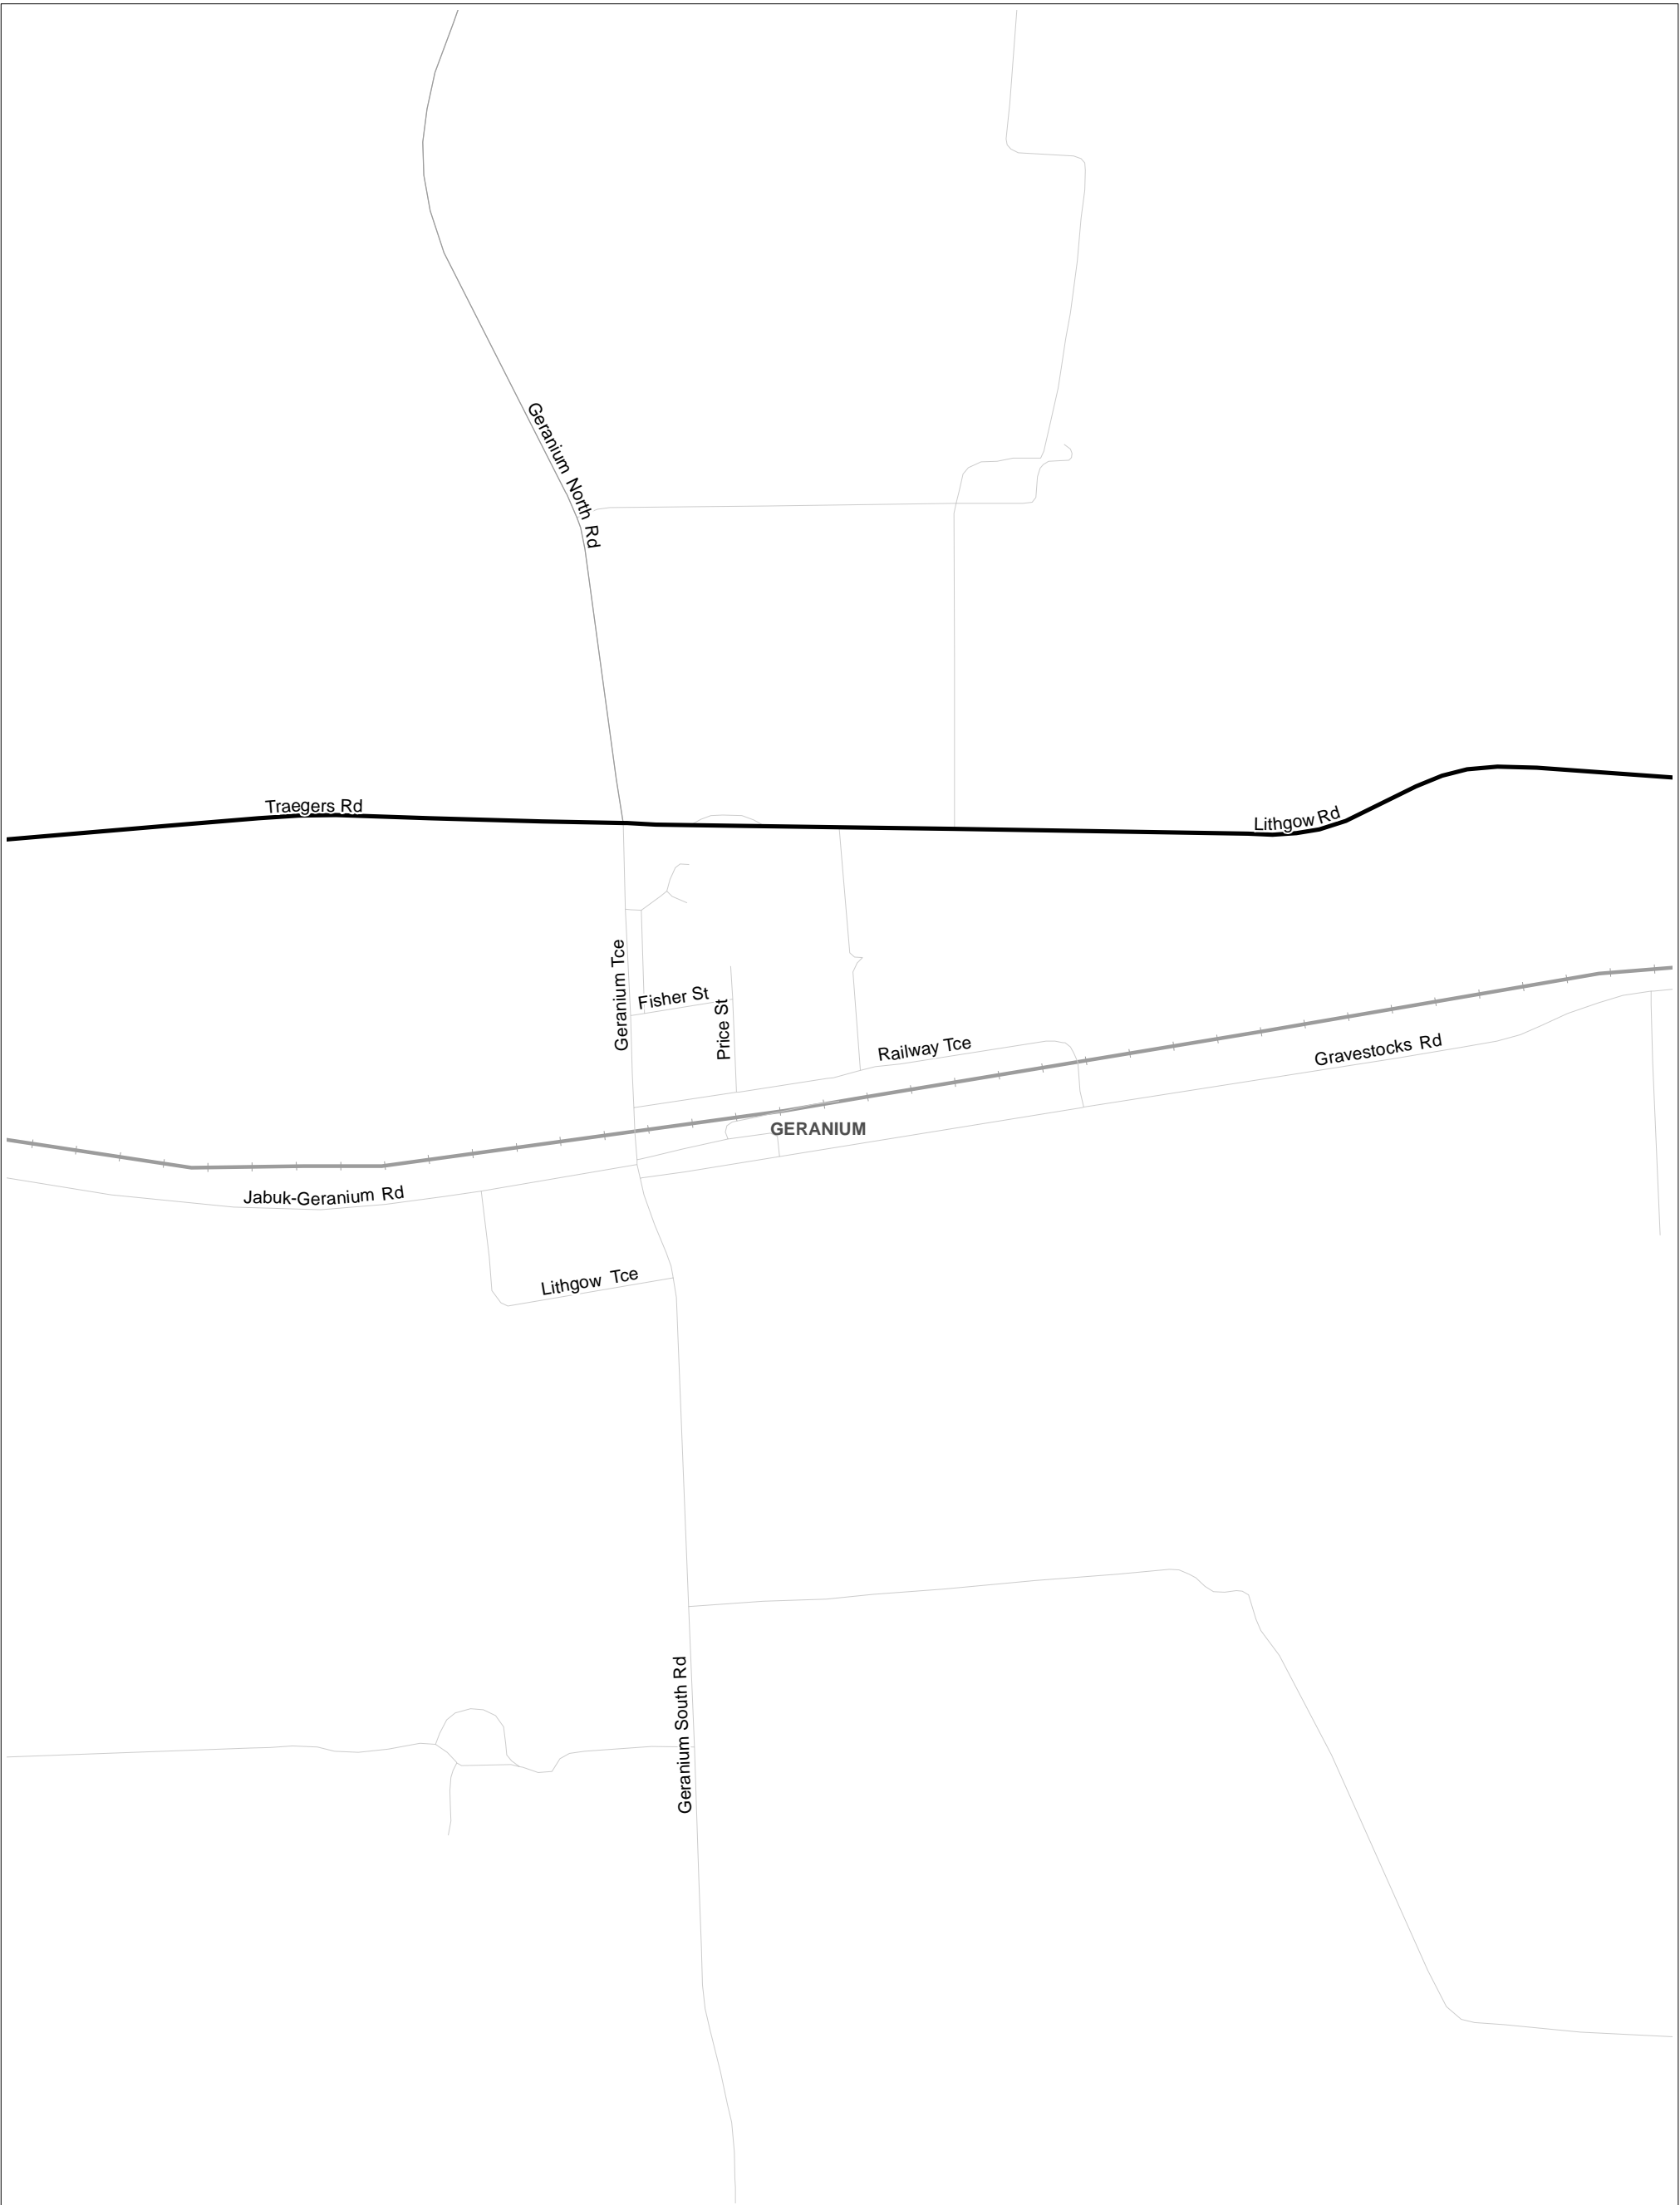 Geranium North Rd
Traegers Rd
Lithgow Rd
Geranium Tce
Fisher St
Price St
Railway Tce
Gravestocks Rd
GERANIUM
Jabuk-Geranium Rd
Lithgow Tce
Geranium South Rd